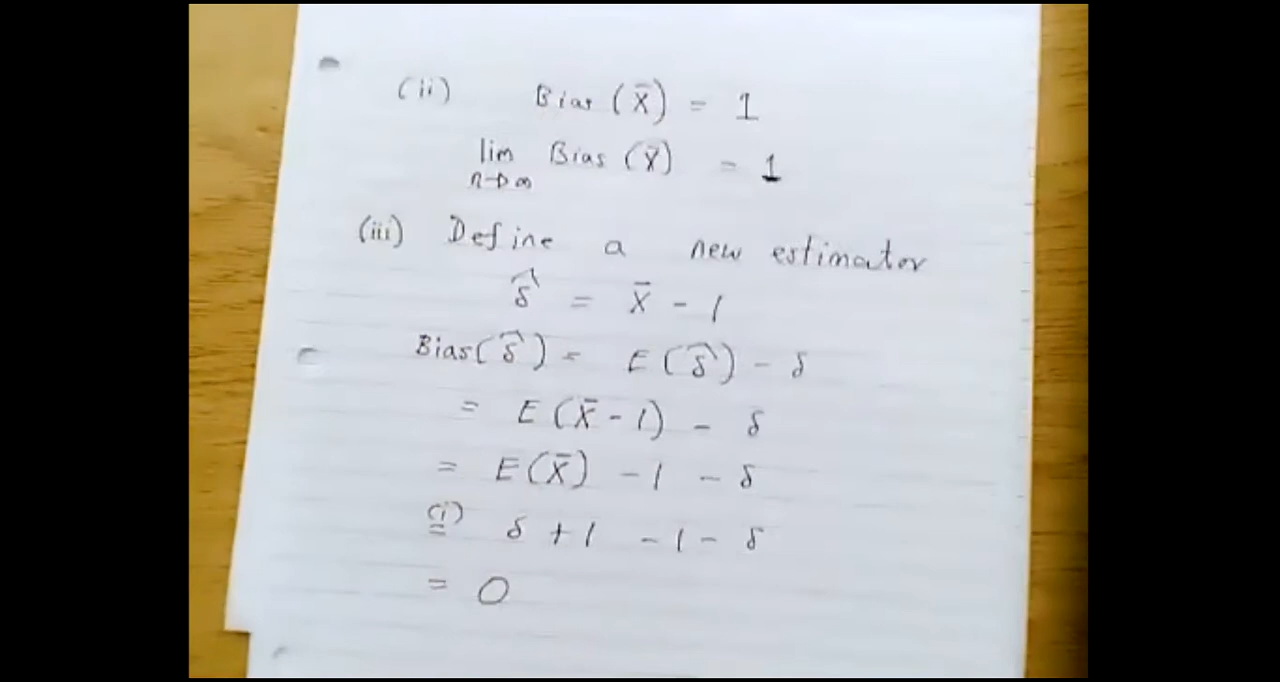 (ii) Bias (X̄) = 1
lim n→∞ Bias (X̄) = 1
(iii) Define a new estimator
δ̂ = X̄ - 1
Bias(δ̂) = E(δ̂) - δ
= E(X̄ - 1) - δ
= E(X̄) - 1 - δ
(i) = δ + 1 - 1 - δ
= 0